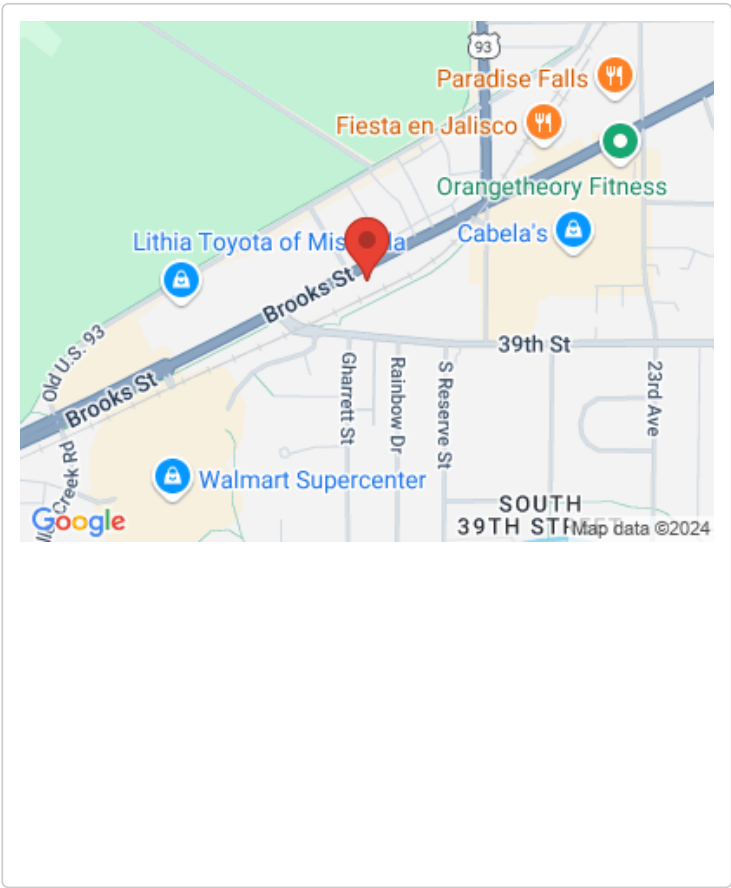 93
Paradise Falls
Fiesta en Jalisco
Orangetheory Fitness
Lithia Toyota of
Cabela's
Brooks St
39th St
Old U.S. 93
Brooks St
Gharrett St
Rainbow Dr
S Reserve St
23rd Ave
Creek Rd
Walmart Supercenter
SOUTH
39TH
Google
Map data ©2024